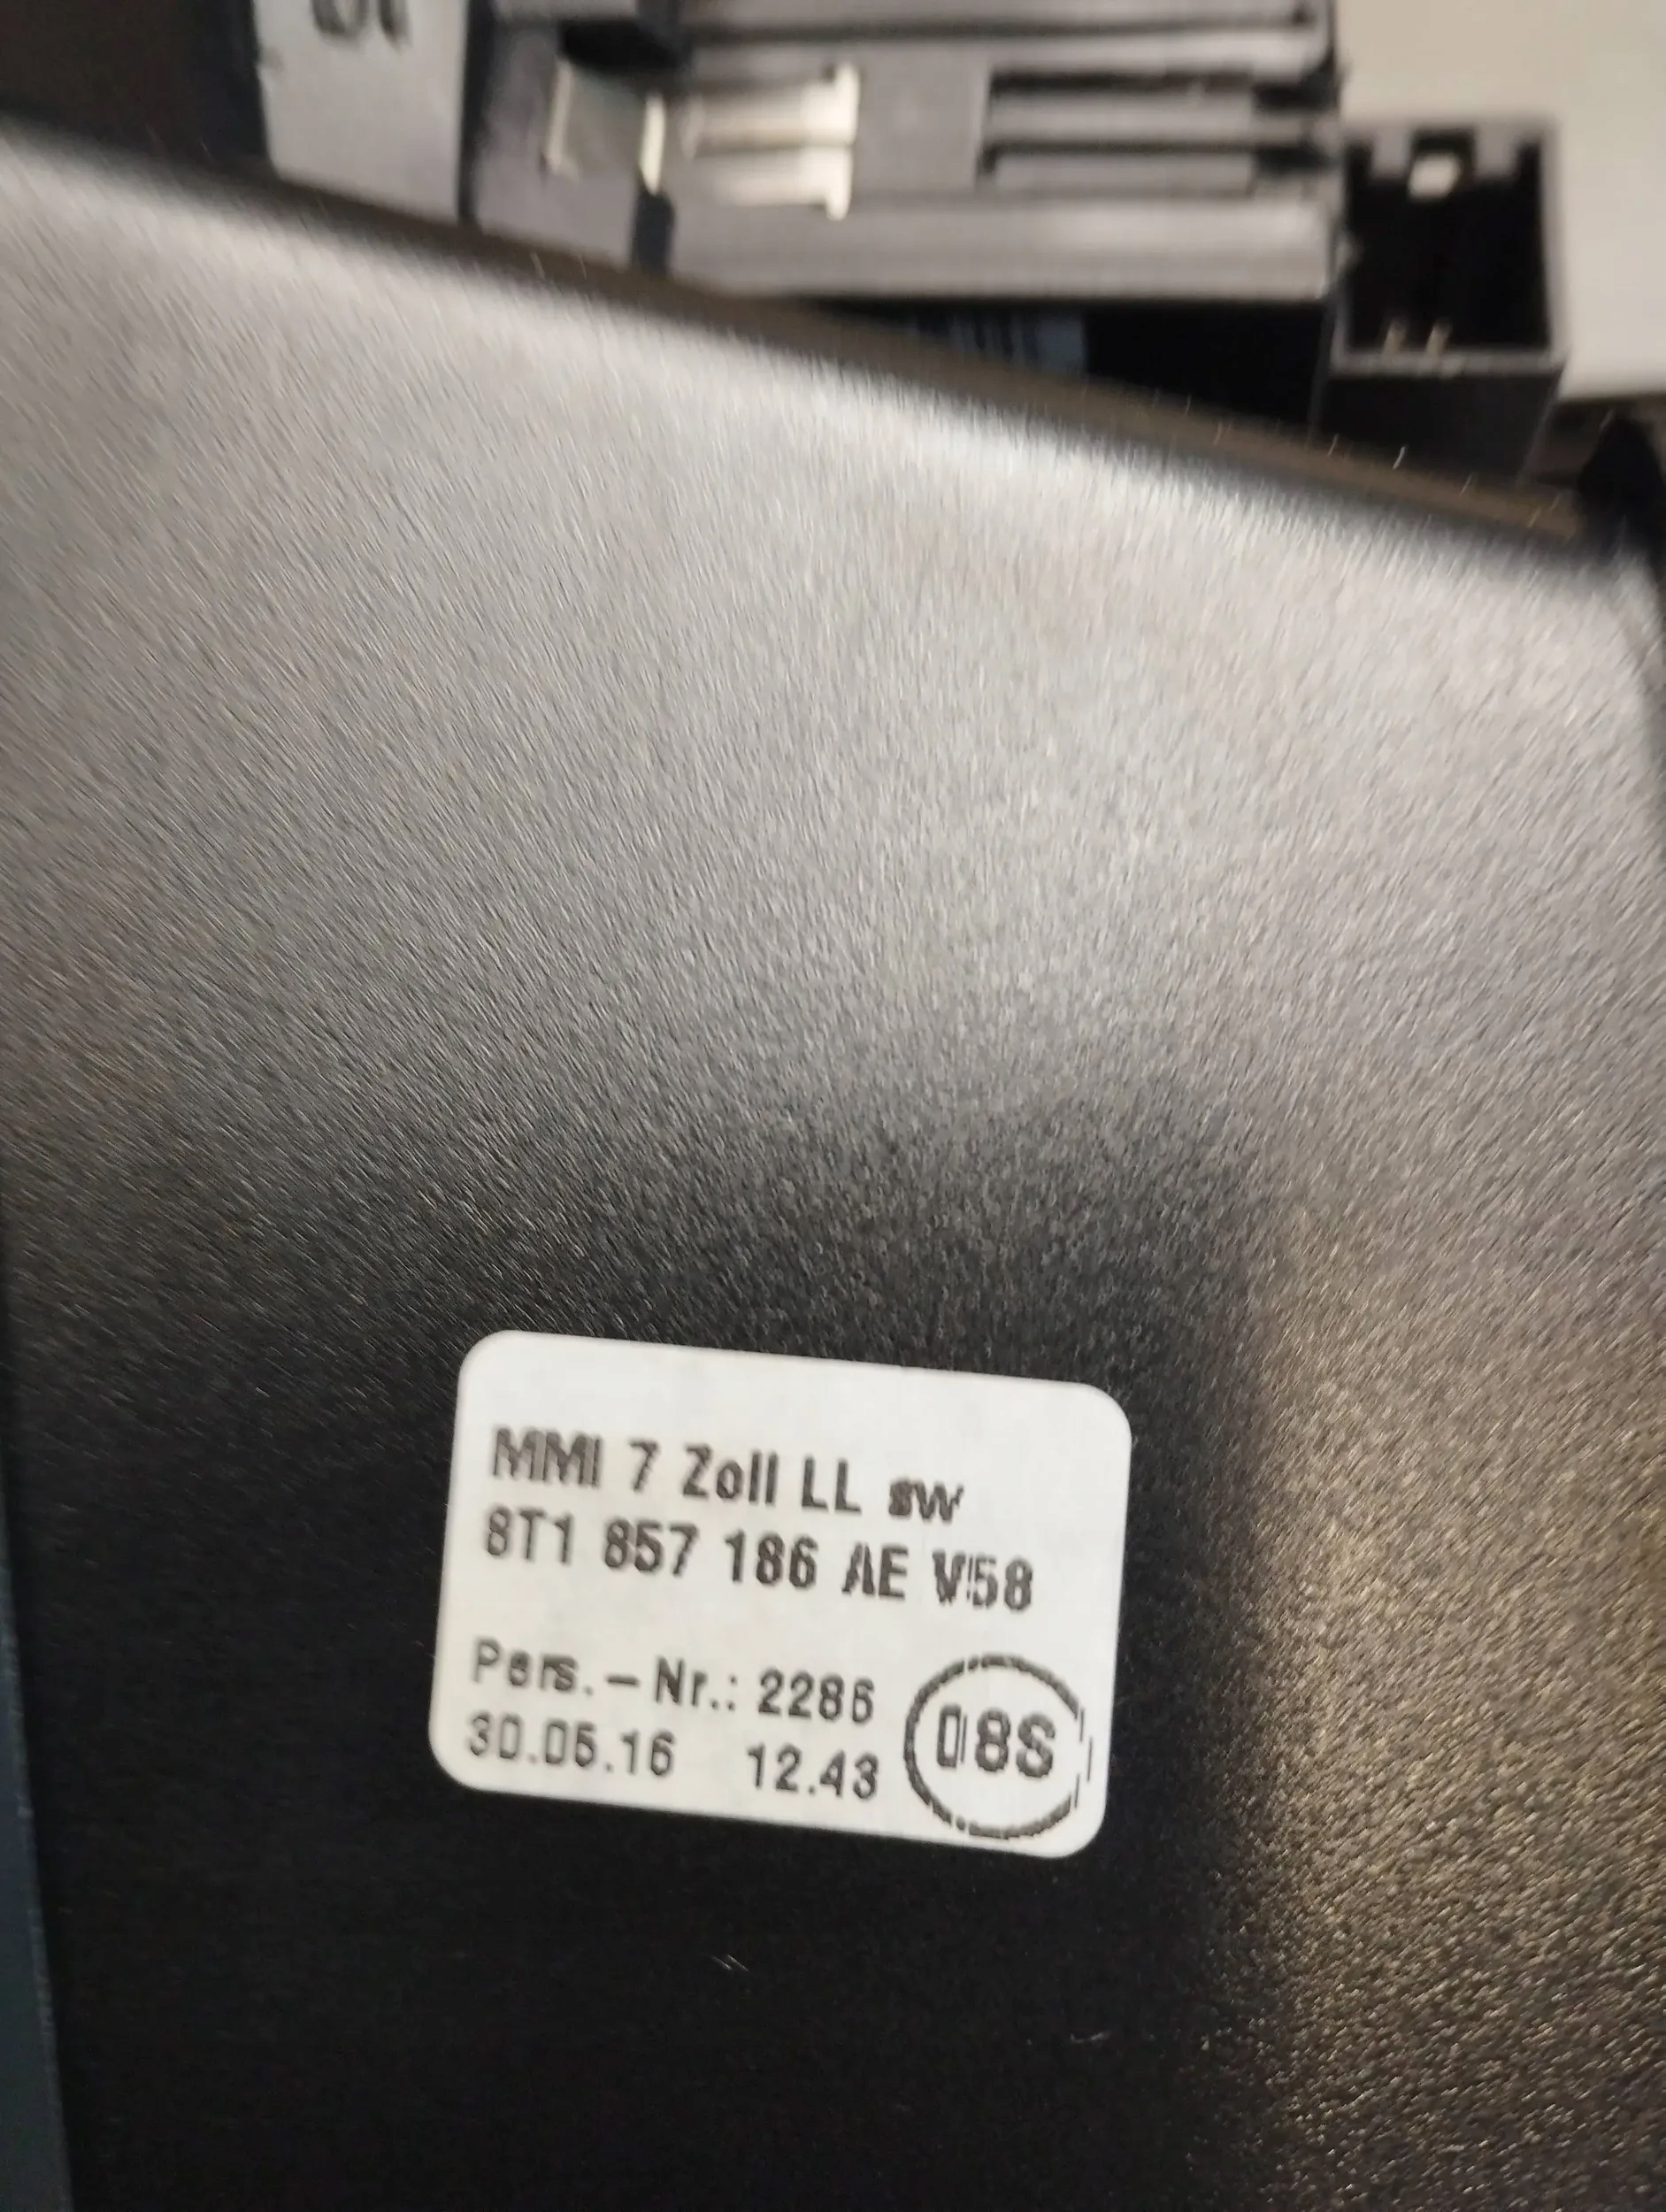 MMI 7 Zoll LL sw
8T1 857 186 AE V58
Pers.-Nr.: 2286
30.05.16 12.43
08S